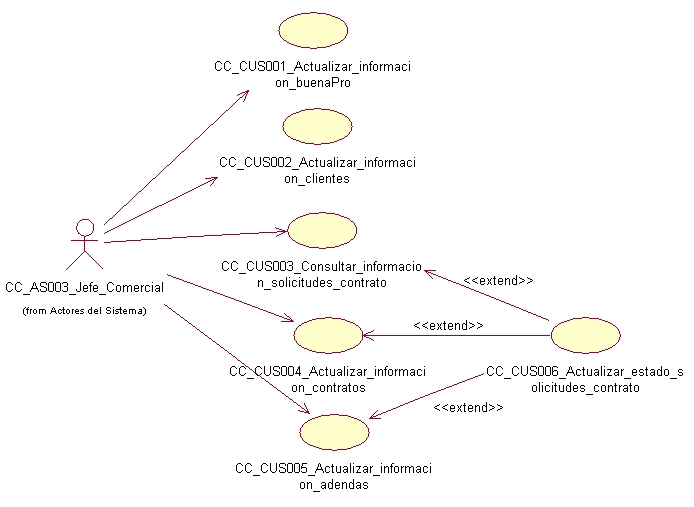 CC_CUS001_Actualizar_informaci
on_buenaPro
CC_CUS002_Actualizar_informaci
on_clientes
CC_CUS003_Consultar_informacio
n_solicitudes_contrato
<<extend>>
CC_AS003_Jefe_Comercial
(from Actores del Sistema)
<<extend>>
CC_CUS004_Actualizar_informaci
on_contratos
CC_CUS006_Actualizar_estado_s
olicitudes_contrato
<<extend>>
CC_CUS005_Actualizar_informaci
on_adendas